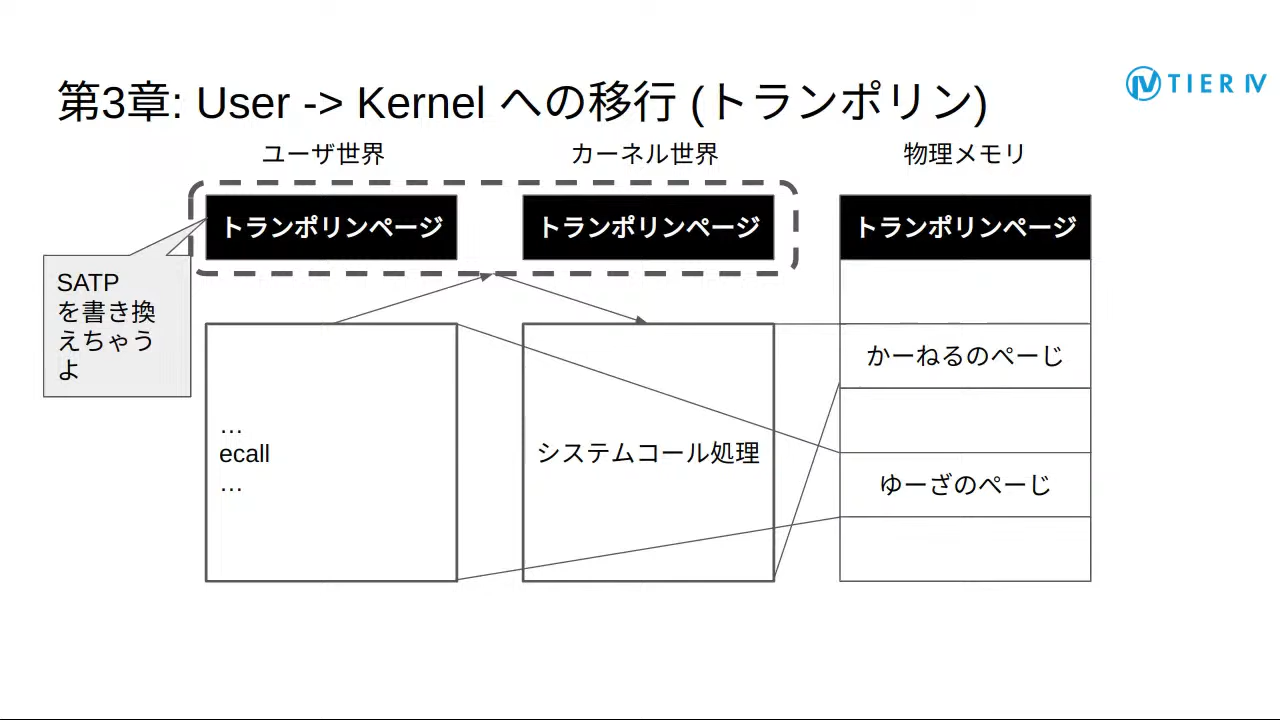 第3章: User -> Kernel への移行 (トランポリン)
TIER IV
ユーザ世界
カーネル世界
物理メモリ
トランポリンページ
トランポリンページ
トランポリンページ
SATP
を書き換
えちゃう
よ
かーねるのぺーじ
…
ecall
…
システムコール処理
ゆーざのぺーじ